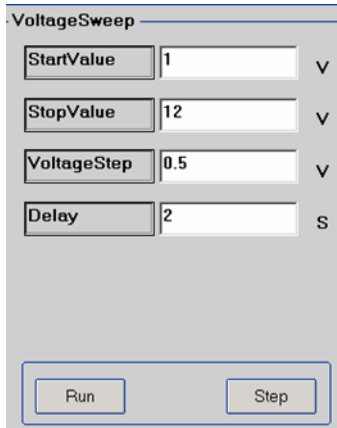 VoltageSweep
StartValue 1 V
StopValue 12 V
VoltageStep 0.5 V
Delay 2 S
Run Step